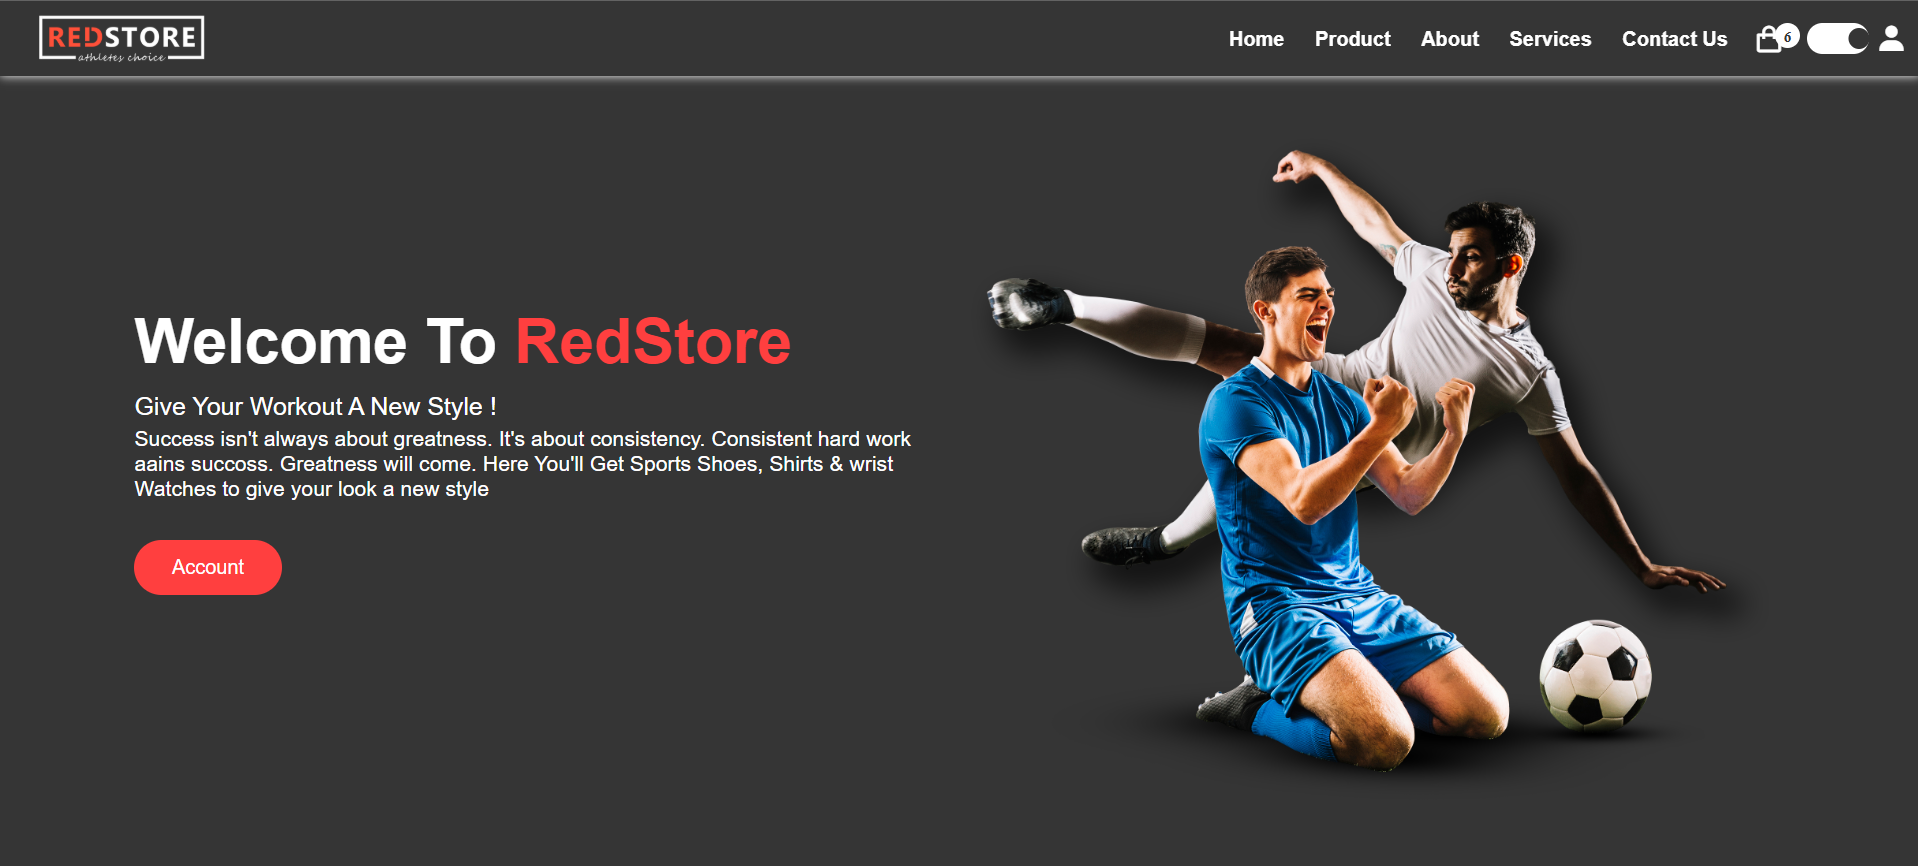 REDSTORE
athletes choice
Home Product About Services Contact Us 6
Welcome To RedStore
Give Your Workout A New Style !
Success isn't always about greatness. It's about consistency. Consistent hard work
aains succoss. Greatness will come. Here You'll Get Sports Shoes, Shirts & wrist
Watches to give your look a new style
Account